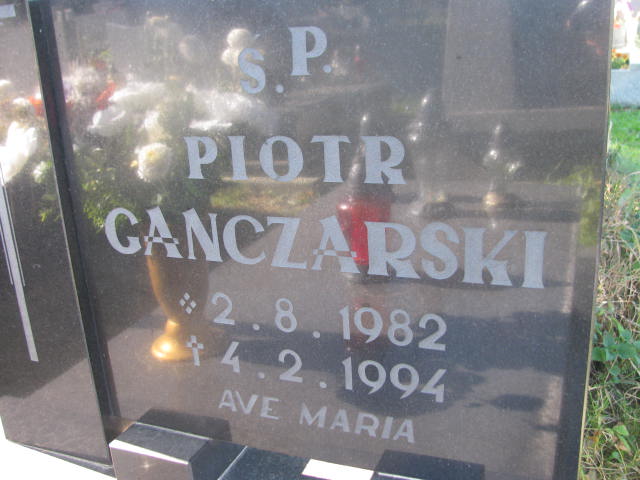 Ś.P.
PIOTR
GANCZARSKI
2.8.1982
† 4.2.1994
AVE MARIA